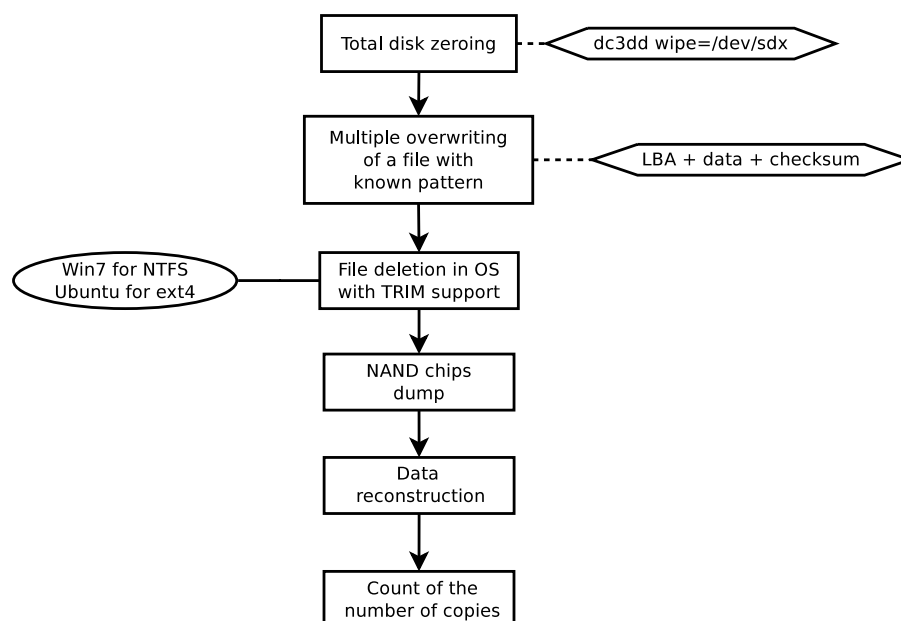 Total disk zeroing
dc3dd wipe=/dev/sdx
Multiple overwriting
of a file with
known pattern
LBA + data + checksum
Win7 for NTFS
Ubuntu for ext4
File deletion in OS
with TRIM support
NAND chips
dump
Data
reconstruction
Count of the
number of copies